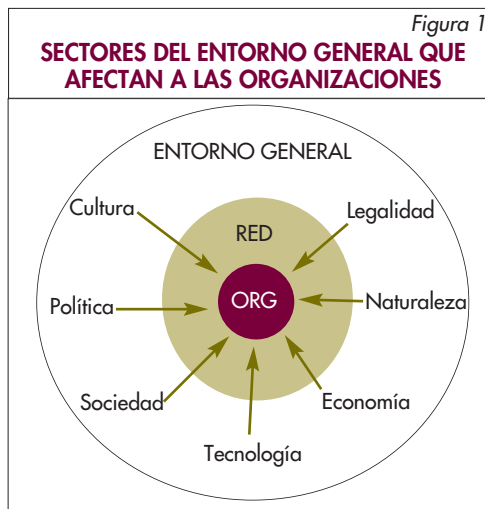 Figura 1
SECTORES DEL ENTORNO GENERAL QUE
AFECTAN A LAS ORGANIZACIONES
ENTORNO GENERAL
Cultura
Legalidad
RED
ORG
Política
Naturaleza
Sociedad
Economía
Tecnología